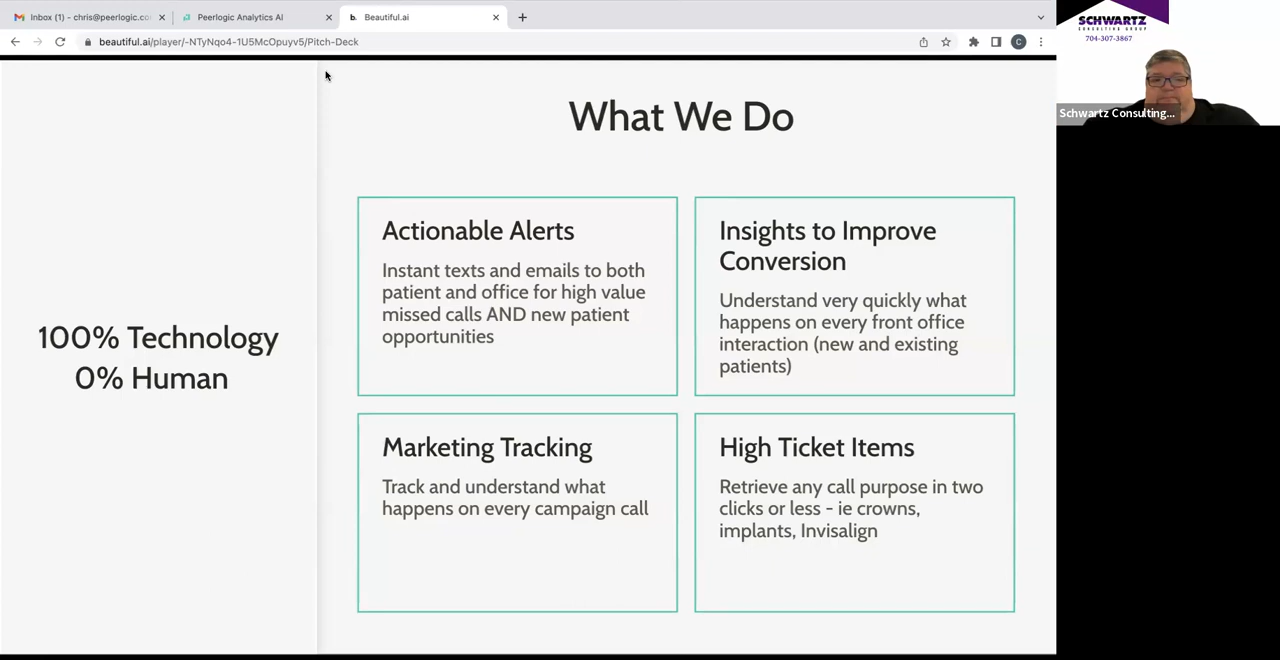 Inbox (1) - chris@peerlogic.co
Peerlogic Analytics AI
b. Beautiful.ai
beautiful.ai/player/-NTyNqo4-1U5McOpuyv5/Pitch-Deck
C
SCHWARTZ
CONSULTING GROUP
704-307-3867
Schwartz Consulting...
What We Do
100% Technology
0% Human
Actionable Alerts
Instant texts and emails to both
patient and office for high value
missed calls AND new patient
opportunities
Insights to Improve
Conversion
Understand very quickly what
happens on every front office
interaction (new and existing
patients)
Marketing Tracking
Track and understand what
happens on every campaign call
High Ticket Items
Retrieve any call purpose in two
clicks or less - ie crowns,
implants, Invisalign